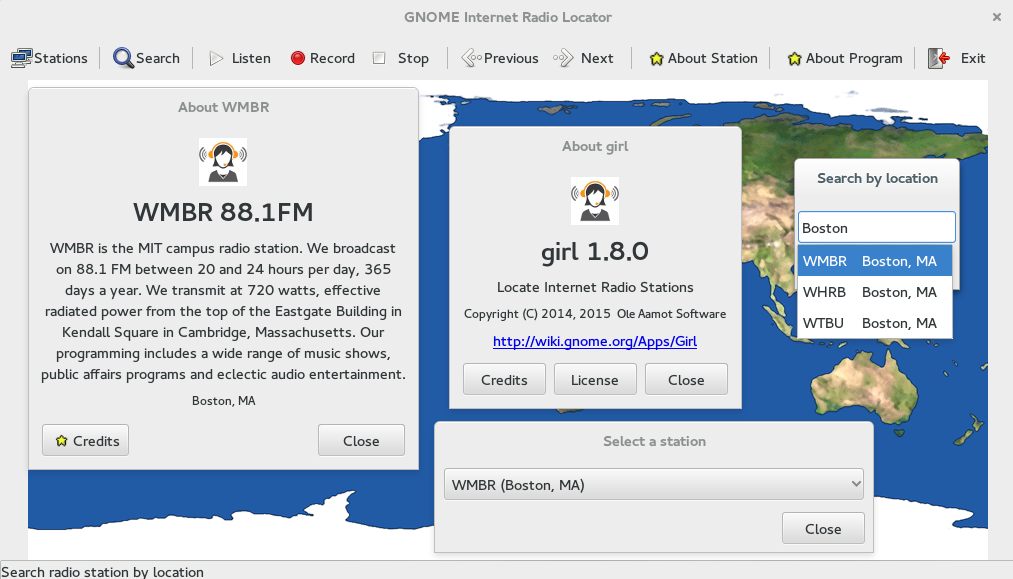 GNOME Internet Radio Locator
Stations Search Listen Record Stop Previous Next About Station About Program Exit
About WMBR
WMBR 88.1FM
WMBR is the MIT campus radio station. We broadcast
on 88.1 FM between 20 and 24 hours per day, 365
days a year. We transmit at 720 watts, effective
radiated power from the top of the Eastgate Building in
Kendall Square in Cambridge, Massachusetts. Our
programming includes a wide range of music shows,
public affairs programs and eclectic audio entertainment.
Boston, MA
Credits Close
About girl
girl 1.8.0
Locate Internet Radio Stations
Copyright (C) 2014, 2015 Ole Aamot Software
http://wiki.gnome.org/Apps/Girl
Credits License Close
Search by location
Boston
WMBR Boston, MA
WHRB Boston, MA
WTBU Boston, MA
Select a station
WMBR (Boston, MA)
Close
Search radio station by location